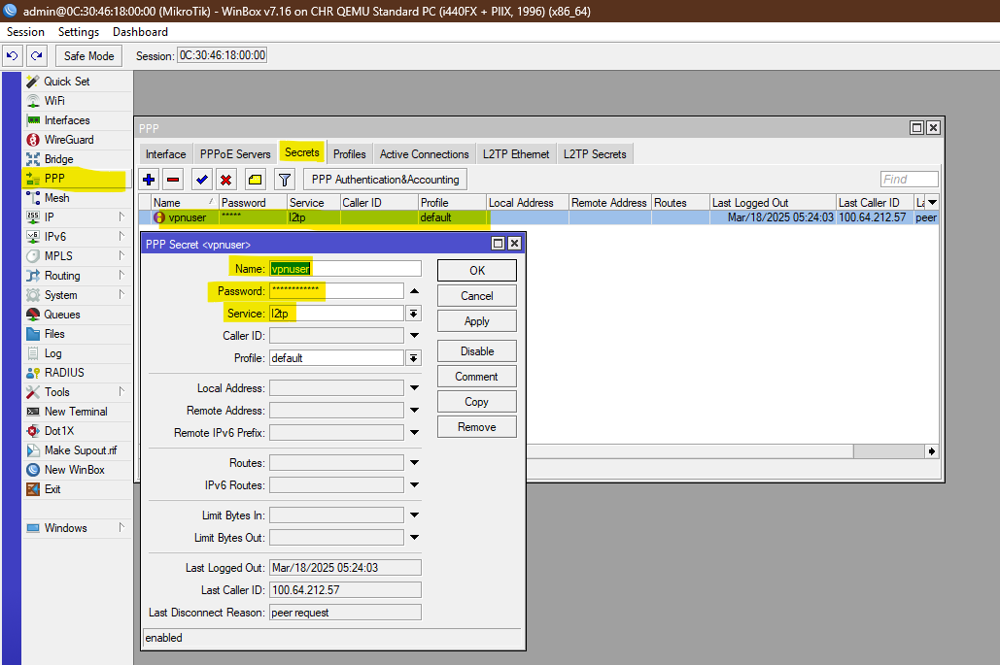 admin@0C:30:46:18:00:00 (MikroTik) - WinBox v7.16 on CHR QEMU Standard PC (i440FX + PIIX, 1996) (x86_64)
Session Settings Dashboard
Safe Mode Session: 0C:30:46:18:00:00
Quick Set
WiFi
Interfaces
WireGuard
Bridge
PPP
Mesh
IP
IPv6
MPLS
Routing
System
Queues
Files
Log
RADIUS
Tools
New Terminal
Dot1X
Make Supout.rif
New WinBox
Exit
Windows
PPP
Interface PPPoE Servers Secrets Profiles Active Connections L2TP Ethernet L2TP Secrets
PPP Authentication&Accounting Find
Name / Password Service Caller ID Profile Local Address Remote Address Routes Last Logged Out Last Caller ID La
vpnuser ***** l2tp default Mar/18/2025 05:24:03 100.64.212.57 peer
PPP Secret <vpnuser>
Name: vpnuser
Password: ************
Service: l2tp
Caller ID:
Profile: default
Local Address:
Remote Address:
Remote IPv6 Prefix:
Routes:
IPv6 Routes:
Limit Bytes In:
Limit Bytes Out:
Last Logged Out: Mar/18/2025 05:24:03
Last Caller ID: 100.64.212.57
Last Disconnect Reason: peer request
enabled
OK
Cancel
Apply
Disable
Comment
Copy
Remove